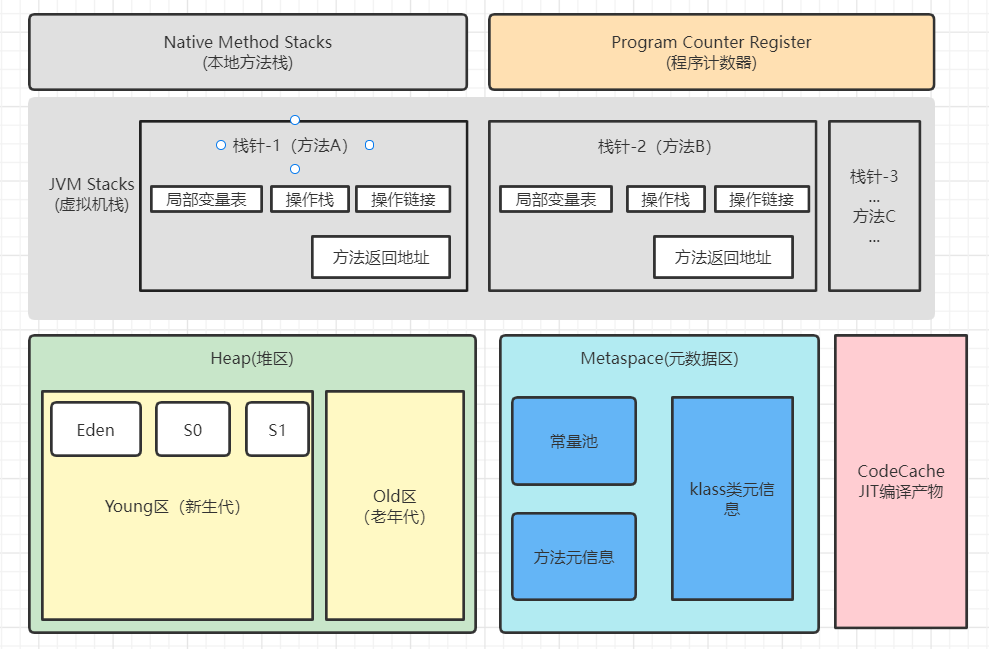 Native Method Stacks
(本地方法栈)
Program Counter Register
(程序计数器)
JVM Stacks
(虚拟机栈)
栈针-1（方法A）
局部变量表
操作栈
操作链接
方法返回地址
栈针-2（方法B）
局部变量表
操作栈
操作链接
方法返回地址
栈针-3
...
方法C
...
Heap(堆区)
Eden
S0
S1
Young区（新生代）
Old区
（老年代）
Metaspace(元数据区)
常量池
方法元信息
klass类元信
息
CodeCache
JIT编译产物